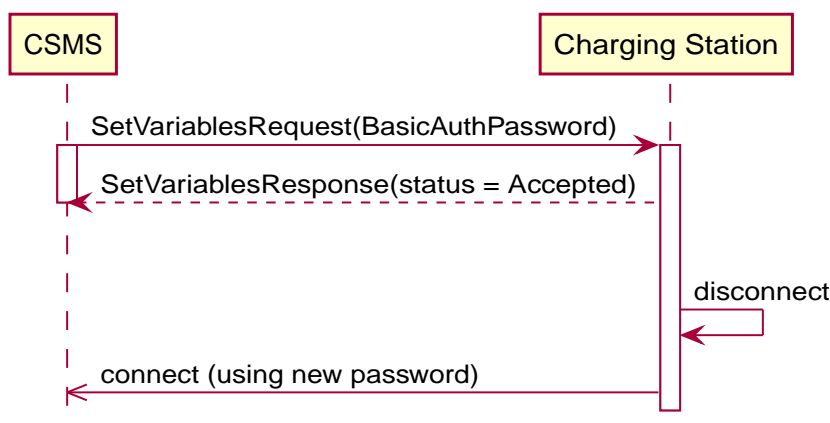 CSMS
Charging Station
SetVariablesRequest(BasicAuthPassword)
SetVariablesResponse(status = Accepted)
disconnect
connect (using new password)